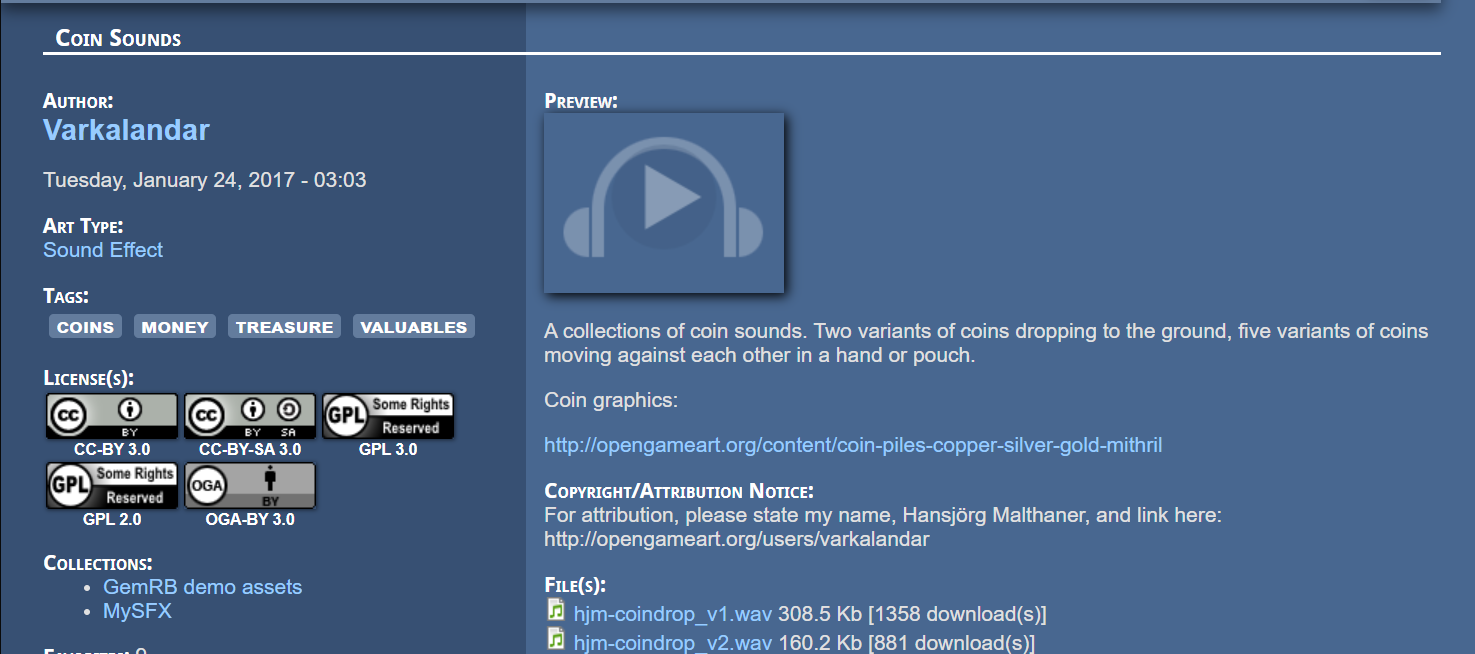 Coin Sounds
Author:
Varkalandar
Tuesday, January 24, 2017 - 03:03
Art Type:
Sound Effect
Tags:
COINS MONEY TREASURE VALUABLES
License(s):
CC BY
CC BY SA
GPL Some Rights Reserved
CC-BY 3.0 CC-BY-SA 3.0 GPL 3.0
GPL Some Rights Reserved
OGA BY
GPL 2.0 OGA-BY 3.0
Collections:
• GemRB demo assets
• MySFX
Preview:
A collections of coin sounds. Two variants of coins dropping to the ground, five variants of coins
moving against each other in a hand or pouch.
Coin graphics:
http://opengameart.org/content/coin-piles-copper-silver-gold-mithril
Copyright/Attribution Notice:
For attribution, please state my name, Hansjörg Malthaner, and link here:
http://opengameart.org/users/varkalandar
File(s):
hjm-coindrop_v1.wav 308.5 Kb [1358 download(s)]
hjm-coindrop_v2.wav 160.2 Kb [881 download(s)]